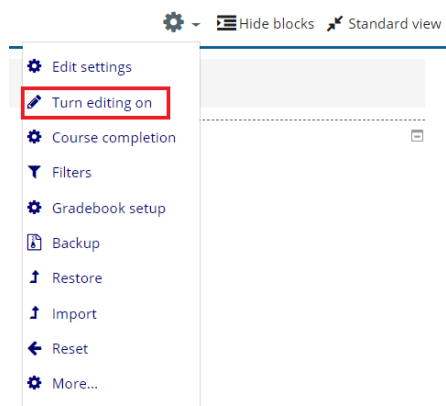 Hide blocks Standard view
Edit settings
Turn editing on
Course completion
Filters
Gradebook setup
Backup
Restore
Import
Reset
More...